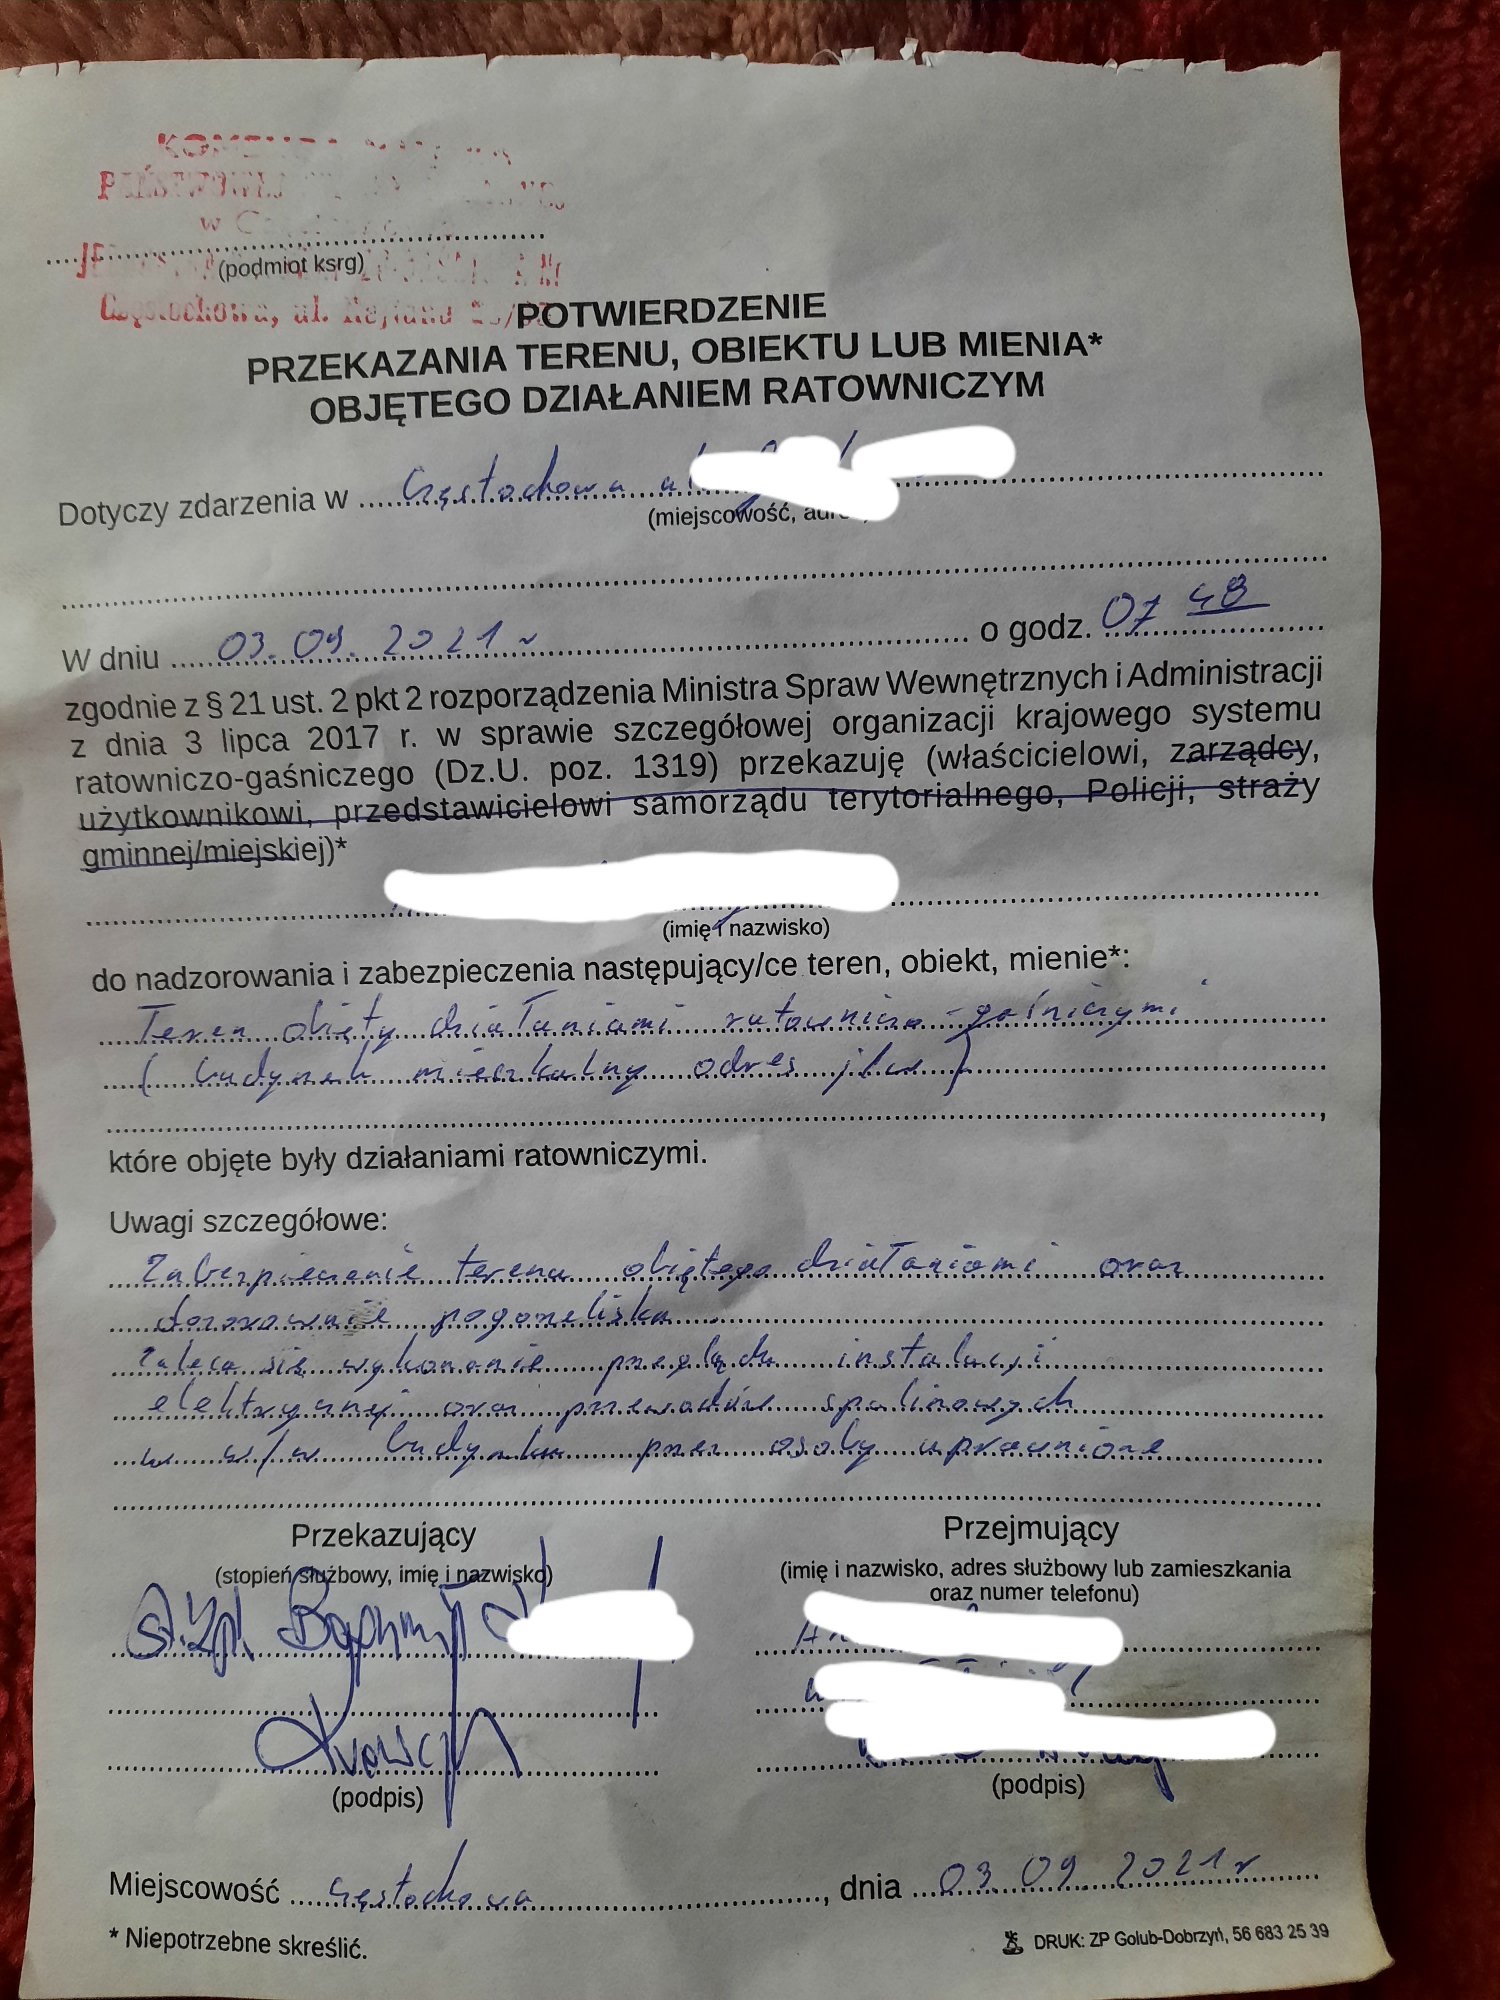 PAŃSTWOWEJ
w
Częstochowa, ul.
(podmiot ksrg)
POTWIERDZENIE
PRZEKAZANIA TERENU, OBIEKTU LUB MIENIA*
OBJĘTEGO DZIAŁANIEM RATOWNICZYM
Dotyczy zdarzenia w Częstochowa ul
(miejscowość,
W dniu 03.09.2021 r o godz. 07 48
zgodnie z § 21 ust. 2 pkt 2 rozporządzenia Ministra Spraw Wewnętrznych i Administracji
z dnia 3 lipca 2017 r. w sprawie szczegółowej organizacji krajowego systemu
ratowniczo-gaśniczego (Dz.U. poz. 1319) przekazuję (właścicielowi, zarządcy,
użytkownikowi, przedstawicielowi samorządu terytorialnego, Policji, straży
gminnej/miejskiej)*
(imię i nazwisko)
do nadzorowania i zabezpieczenia następujący/ce teren, obiekt, mienie*:
Teren objęty działaniami ratowniczo-gaśniczymi
( budynek mieszkalny adres j/w )
które objęte były działaniami ratowniczymi.
Uwagi szczegółowe:
Zabezpieczenie terenu objętego działaniami oraz
dozorowanie pogorzeliska
Zaleca się wykonanie przeglądu instalacji
elektrycznej oraz przewodów spalinowych
w w/w budynku przez osoby uprawnione
Przekazujący
(stopień służbowy, imię i nazwisko)
(podpis)
Przejmujący
(imię i nazwisko, adres służbowy lub zamieszkania
oraz numer telefonu)
(podpis)
Miejscowość Częstochowa, dnia 03 09 2021 r
* Niepotrzebne skreślić.
DRUK: ZP Golub-Dobrzyń, 56 683 25 39